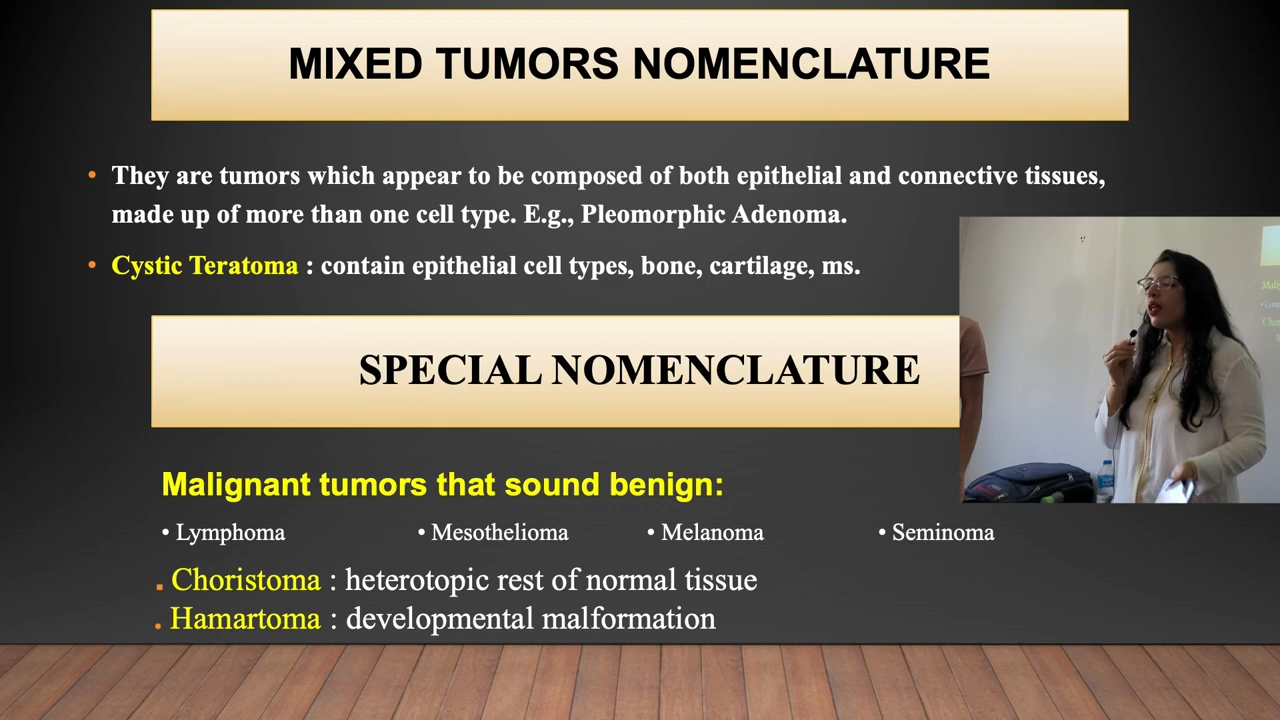 MIXED TUMORS NOMENCLATURE
• They are tumors which appear to be composed of both epithelial and connective tissues,
made up of more than one cell type. E.g., Pleomorphic Adenoma.
• Cystic Teratoma : contain epithelial cell types, bone, cartilage, ms.
SPECIAL NOMENCLATURE
Malignant tumors that sound benign:
• Lymphoma • Mesothelioma • Melanoma • Seminoma
. Choristoma : heterotopic rest of normal tissue
. Hamartoma : developmental malformation